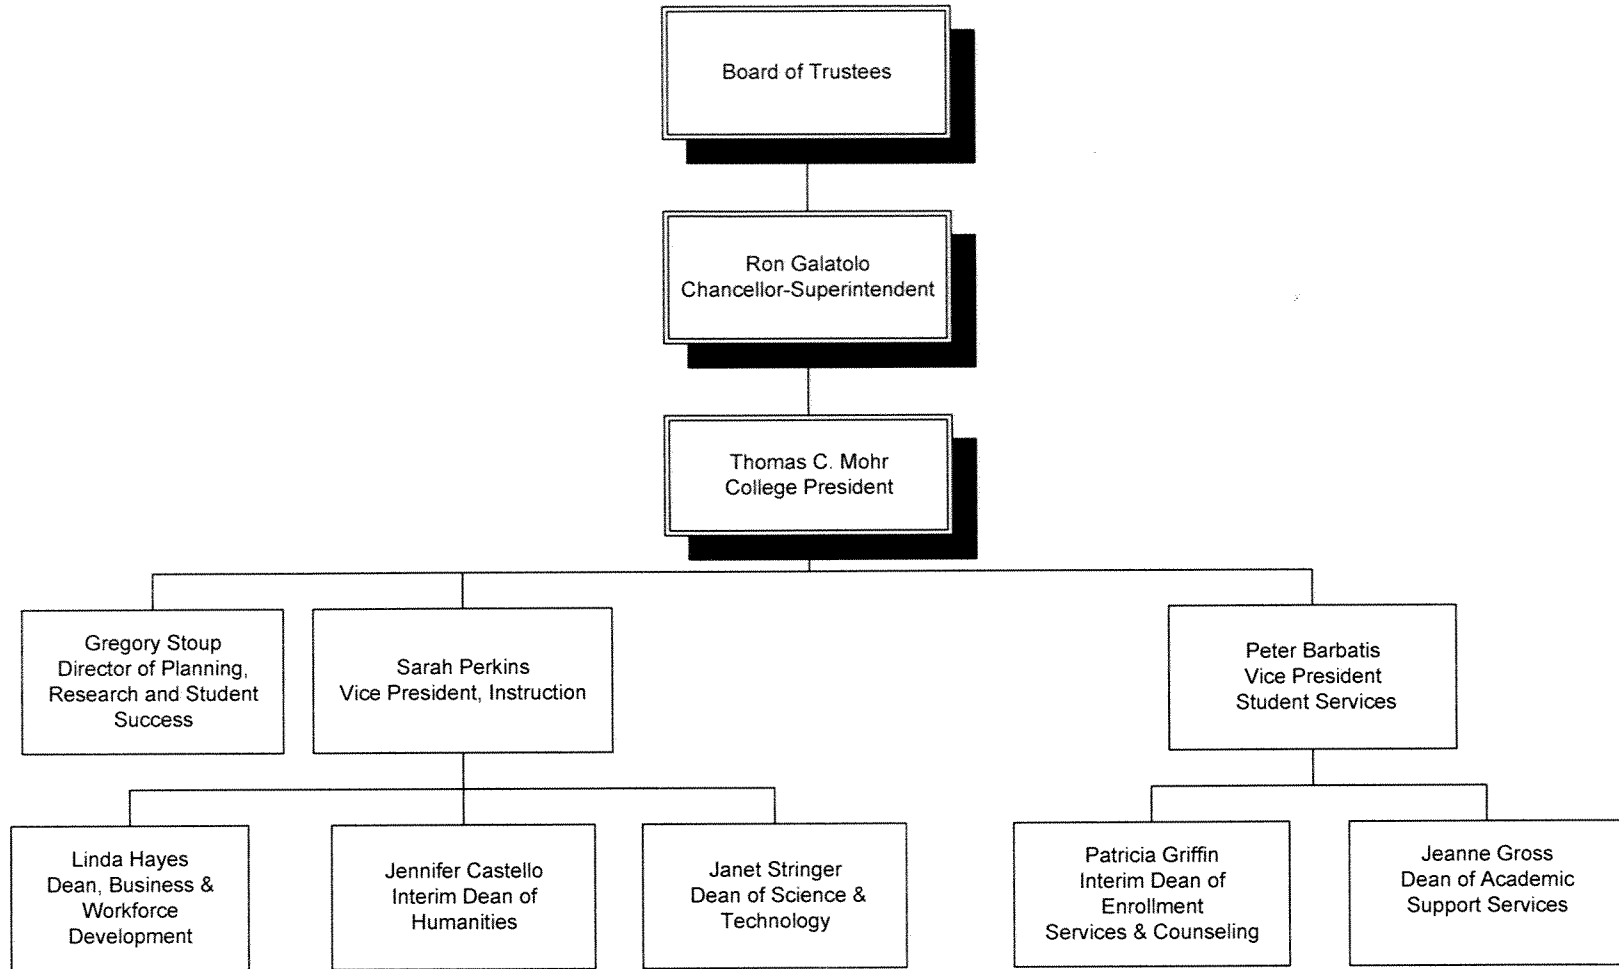 Board of Trustees
Ron Galatolo
Chancellor-Superintendent
Thomas C. Mohr
College President
Gregory Stoup
Director of Planning,
Research and Student
Success
Sarah Perkins
Vice President, Instruction
Peter Barbatis
Vice President
Student Services
Linda Hayes
Dean, Business &
Workforce
Development
Jennifer Castello
Interim Dean of
Humanities
Janet Stringer
Dean of Science &
Technology
Patricia Griffin
Interim Dean of
Enrollment
Services & Counseling
Jeanne Gross
Dean of Academic
Support Services